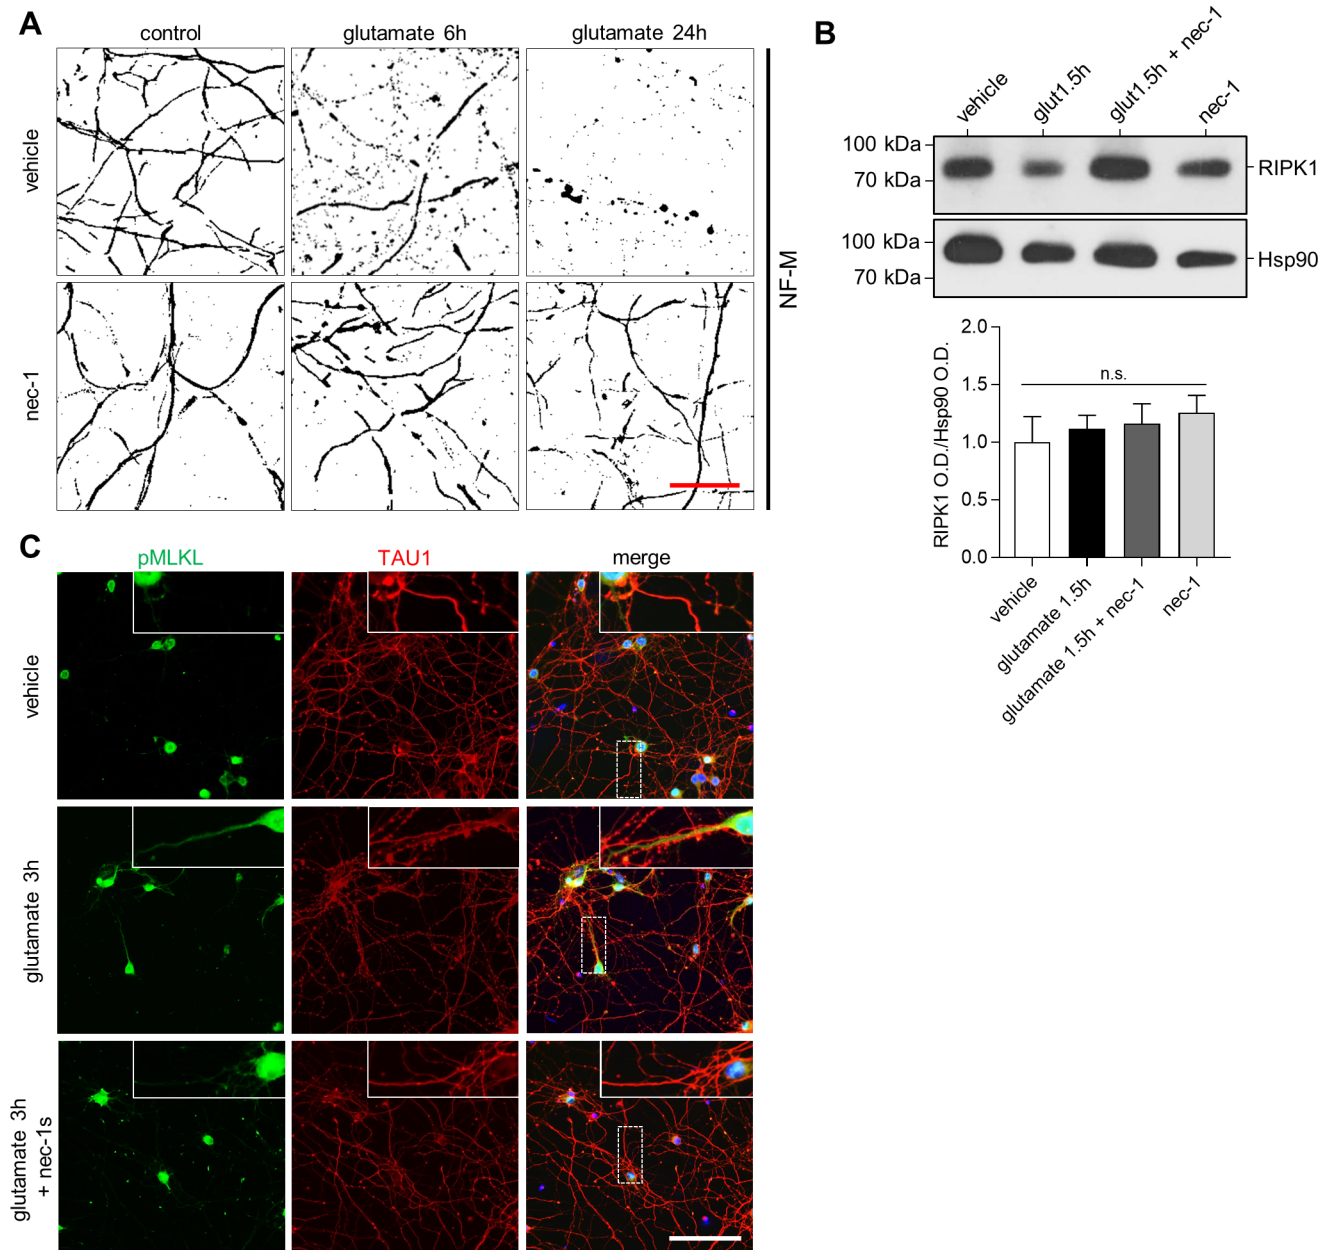 A
control
glutamate 6h
glutamate 24h
vehicle
nec-1
NF-M
B
vehicle
glut1.5h
glut1.5h + nec-1
nec-1
100 kDa
70 kDa
RIPK1
100 kDa
70 kDa
Hsp90
RIPK1 O.D./Hsp90 O.D.
2.0
1.5
1.0
0.5
0.0
n.s.
vehicle
glutamate 1.5h
glutamate 1.5h + nec-1
nec-1
C
pMLKL
TAU1
merge
vehicle
glutamate 3h
glutamate 3h
+ nec-1s